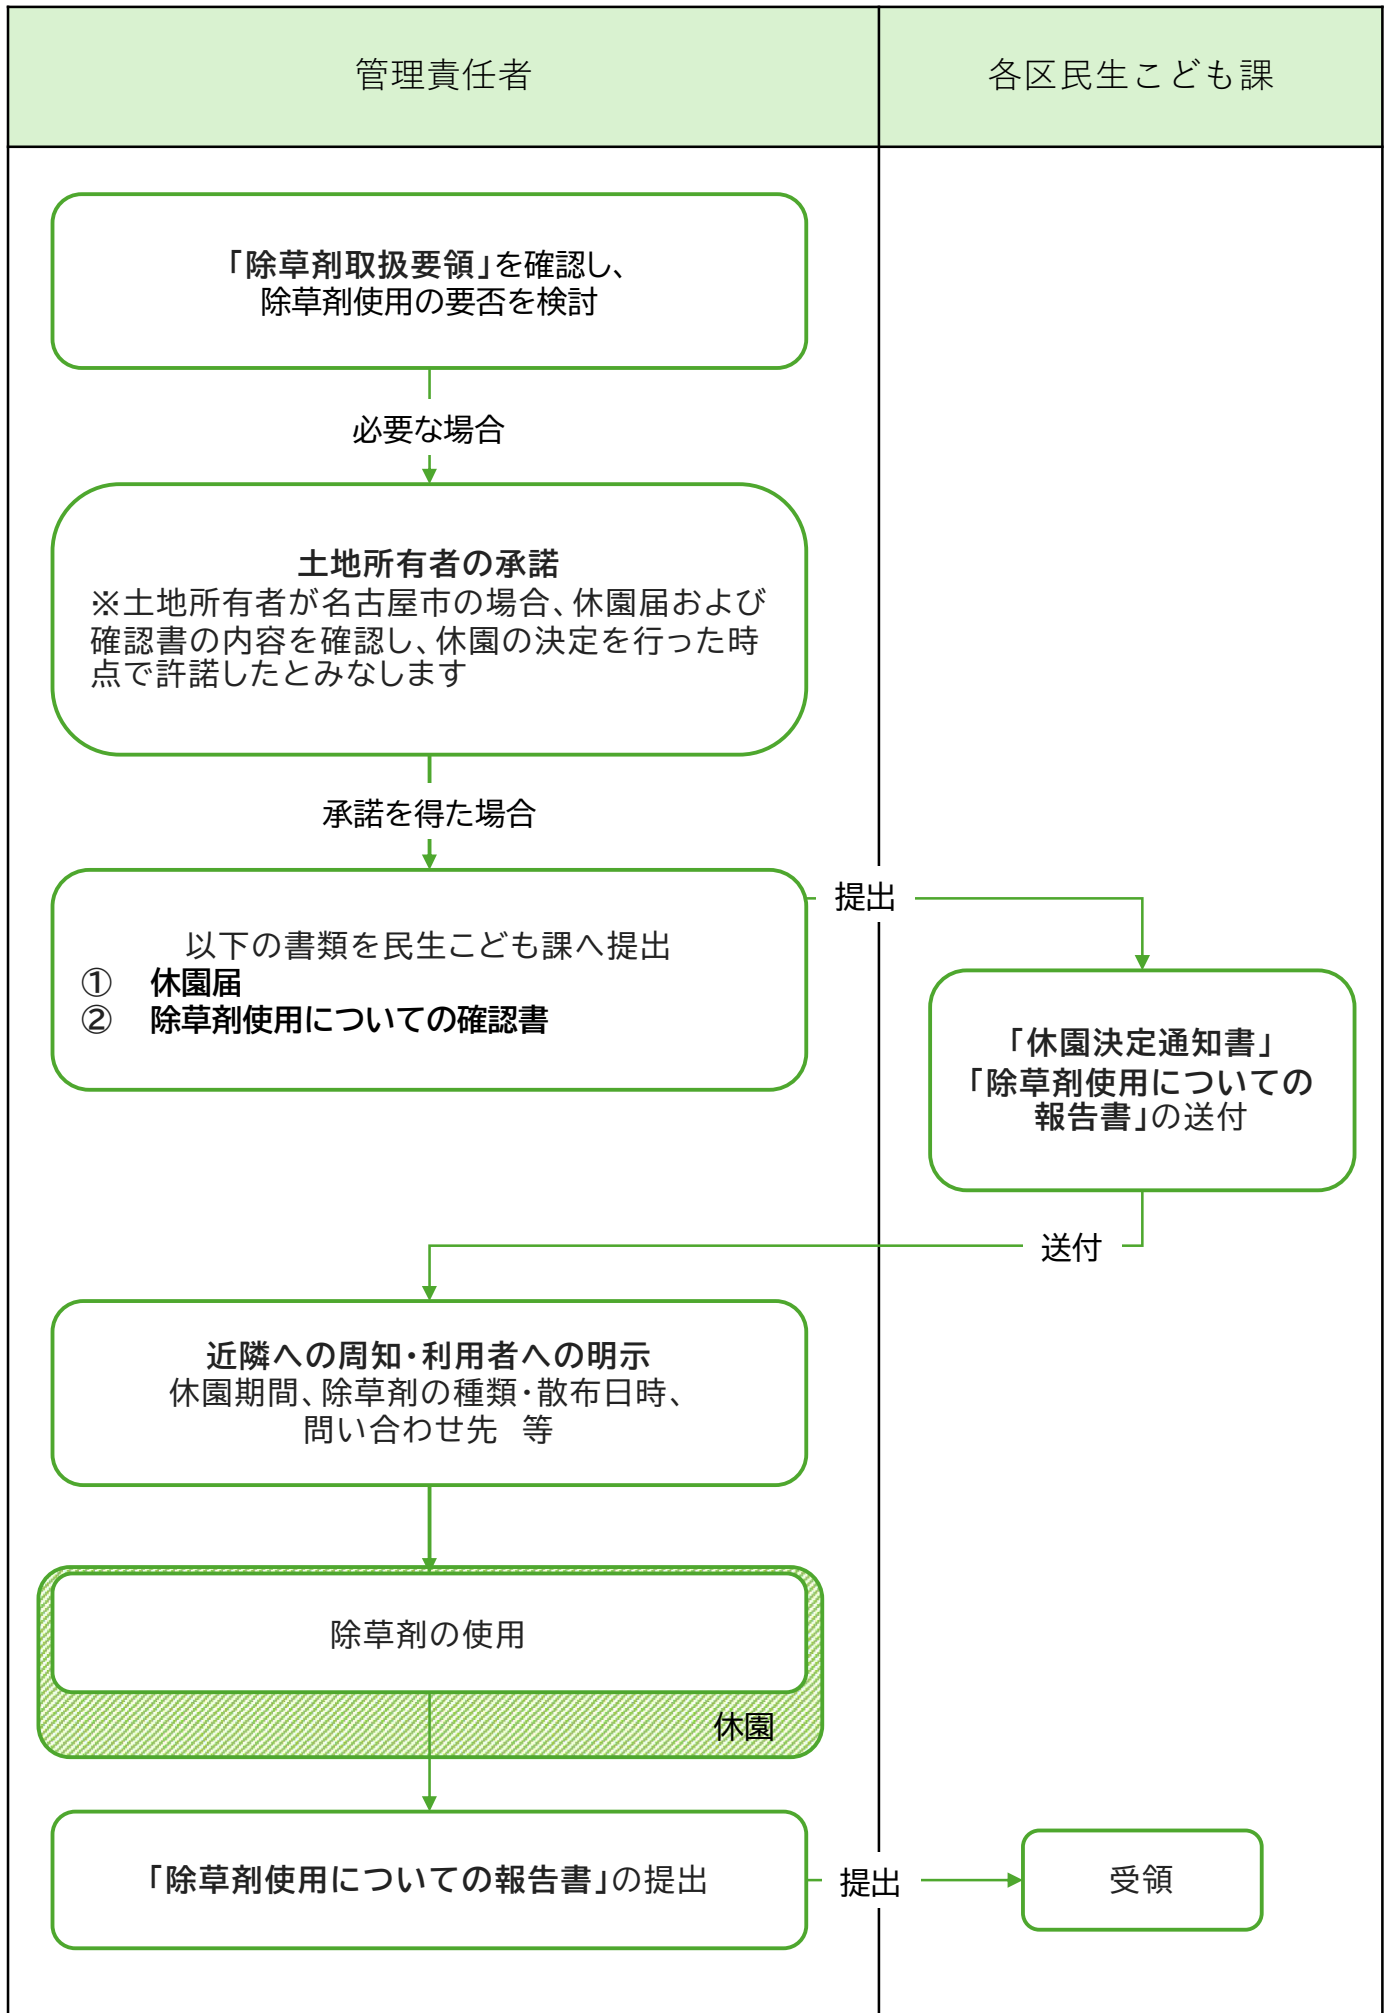 管理責任者
各区民生こども課
「除草剤取扱要領」を確認し、
除草剤使用の要否を検討
必要な場合
土地所有者の承諾
※土地所有者が名古屋市の場合、休園届および
確認書の内容を確認し、休園の決定を行った時
点で許諾したとみなします
承諾を得た場合
以下の書類を民生こども課へ提出
① 休園届
② 除草剤使用についての確認書
提出
「休園決定通知書」
「除草剤使用についての
報告書」の送付
送付
近隣への周知・利用者への明示
休園期間、除草剤の種類・散布日時、
問い合わせ先 等
除草剤の使用
休園
「除草剤使用についての報告書」の提出
提出
受領